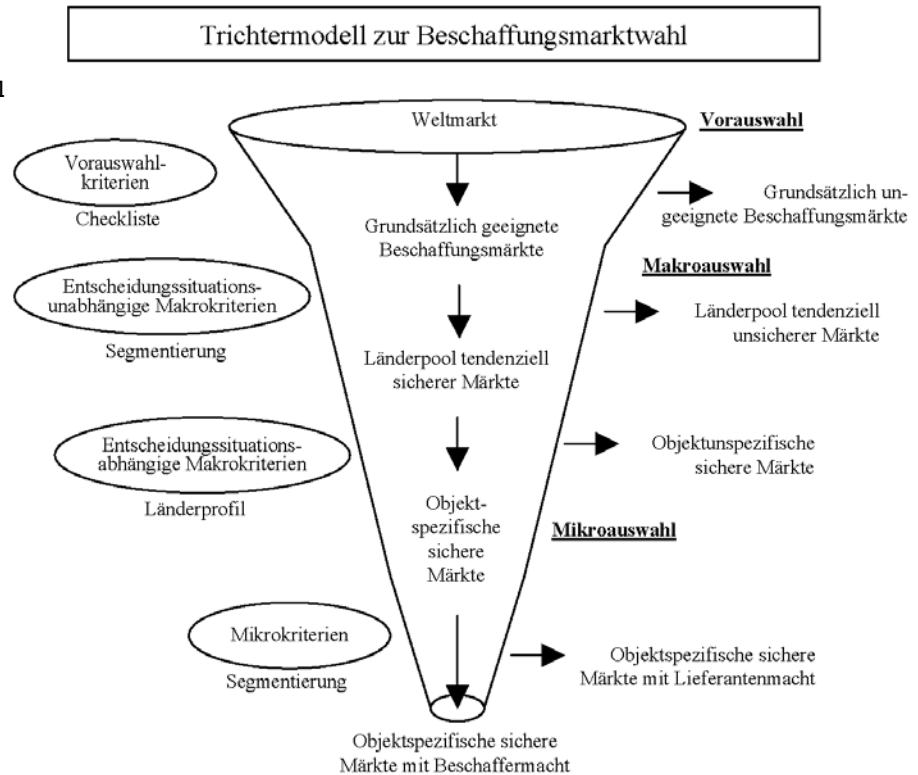 Trichtermodell zur Beschaffungsmarktwahl
Weltmarkt
Vorauswahl
Vorauswahl-
kriterien
Checkliste
Grundsätzlich un-
geeignete Beschaffungsmärkte
Grundsätzlich geeignete
Beschaffungsmärkte
Makroauswahl
Entscheidungssituations-
unabhängige Makrokriterien
Segmentierung
Länderpool tendenziell
unsicherer Märkte
Länderpool tendenziell
sicherer Märkte
Entscheidungssituations-
abhängige Makrokriterien
Länderprofil
Objektunspezifische
sichere Märkte
Objekt-
spezifische
sichere
Märkte
Mikroauswahl
Mikrokriterien
Segmentierung
Objektspezifische sichere
Märkte mit Lieferantenmacht
Objektspezifische sichere
Märkte mit Beschaffermacht